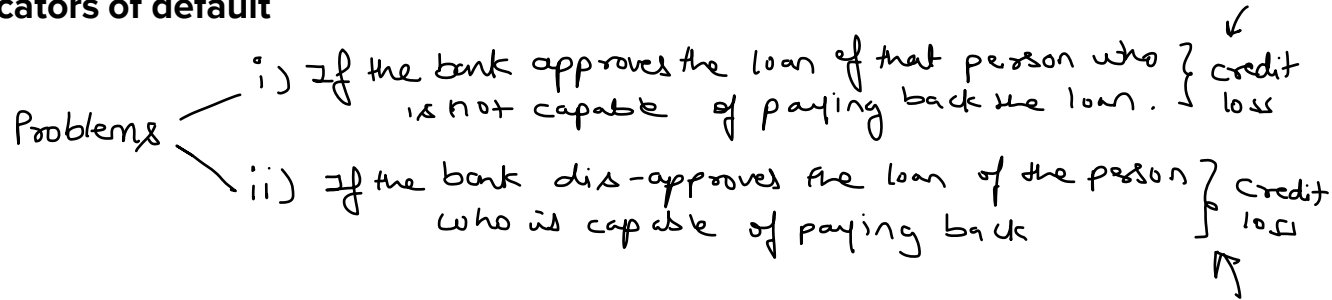 cators of default
Problems
i) If the bank approves the loan of that person who } credit
is not capable of paying back the loan. loss
ii) If the bank dis-approves the loan of the person } Credit
who is capable of paying back loss